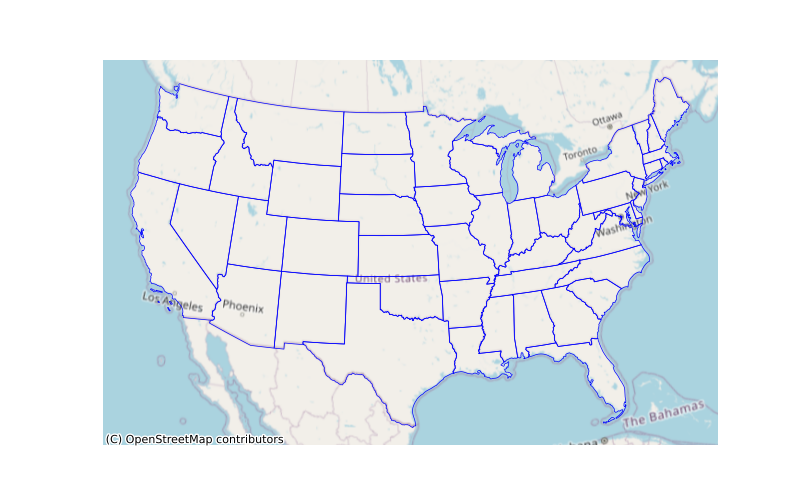 Ottawa
Toronto
New York
Washington
United States
Los Angeles
Phoenix
The Bahamas
(C) OpenStreetMap contributors